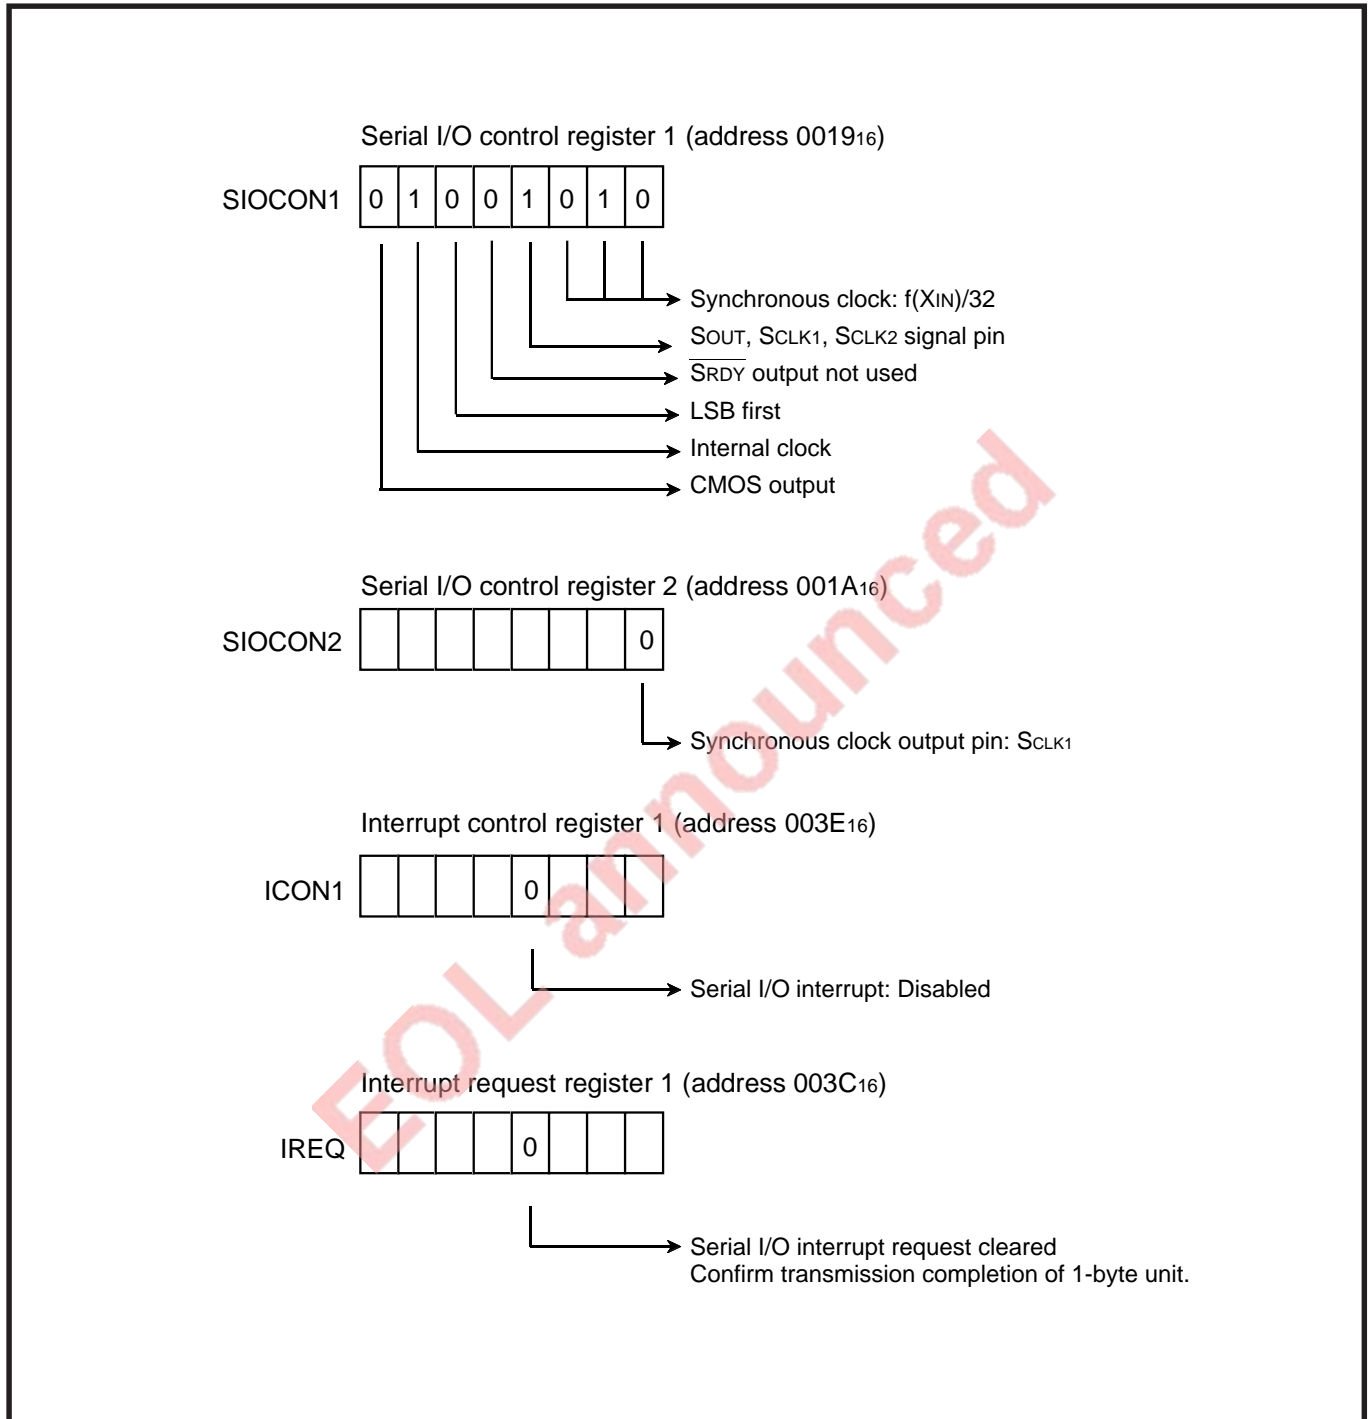 Serial I/O control register 1 (address 001916)
SIOCON1 0 1 0 0 1 0 1 0
Synchronous clock: f(XIN)/32
SOUT, SCLK1, SCLK2 signal pin
SRDY output not used
LSB first
Internal clock
CMOS output
Serial I/O control register 2 (address 001A16)
SIOCON2 0
Synchronous clock output pin: SCLK1
Interrupt control register 1 (address 003E16)
ICON1 0
Serial I/O interrupt: Disabled
Interrupt request register 1 (address 003C16)
IREQ 0
Serial I/O interrupt request cleared
Confirm transmission completion of 1-byte unit.
EOL announced